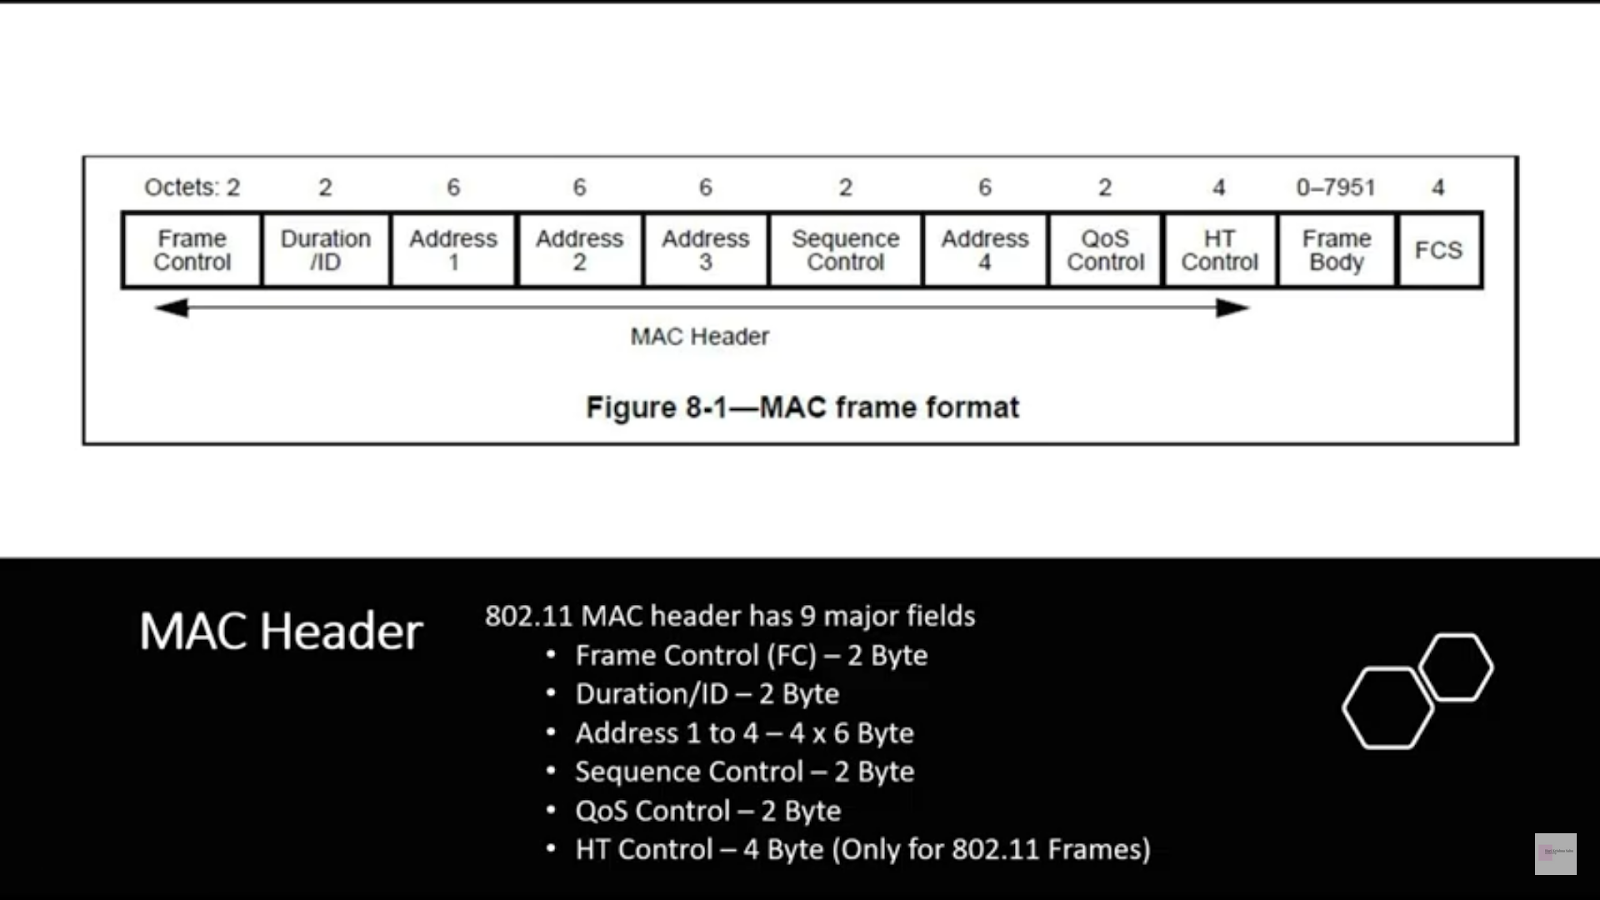 Octets: 2 2 6 6 6 2 6 2 4 0–7951 4
Frame Control Duration /ID Address 1 Address 2 Address 3 Sequence Control Address 4 QoS Control HT Control Frame Body FCS
MAC Header
Figure 8-1—MAC frame format
MAC Header
802.11 MAC header has 9 major fields
• Frame Control (FC) – 2 Byte
• Duration/ID – 2 Byte
• Address 1 to 4 – 4 x 6 Byte
• Sequence Control – 2 Byte
• QoS Control – 2 Byte
• HT Control – 4 Byte (Only for 802.11 Frames)